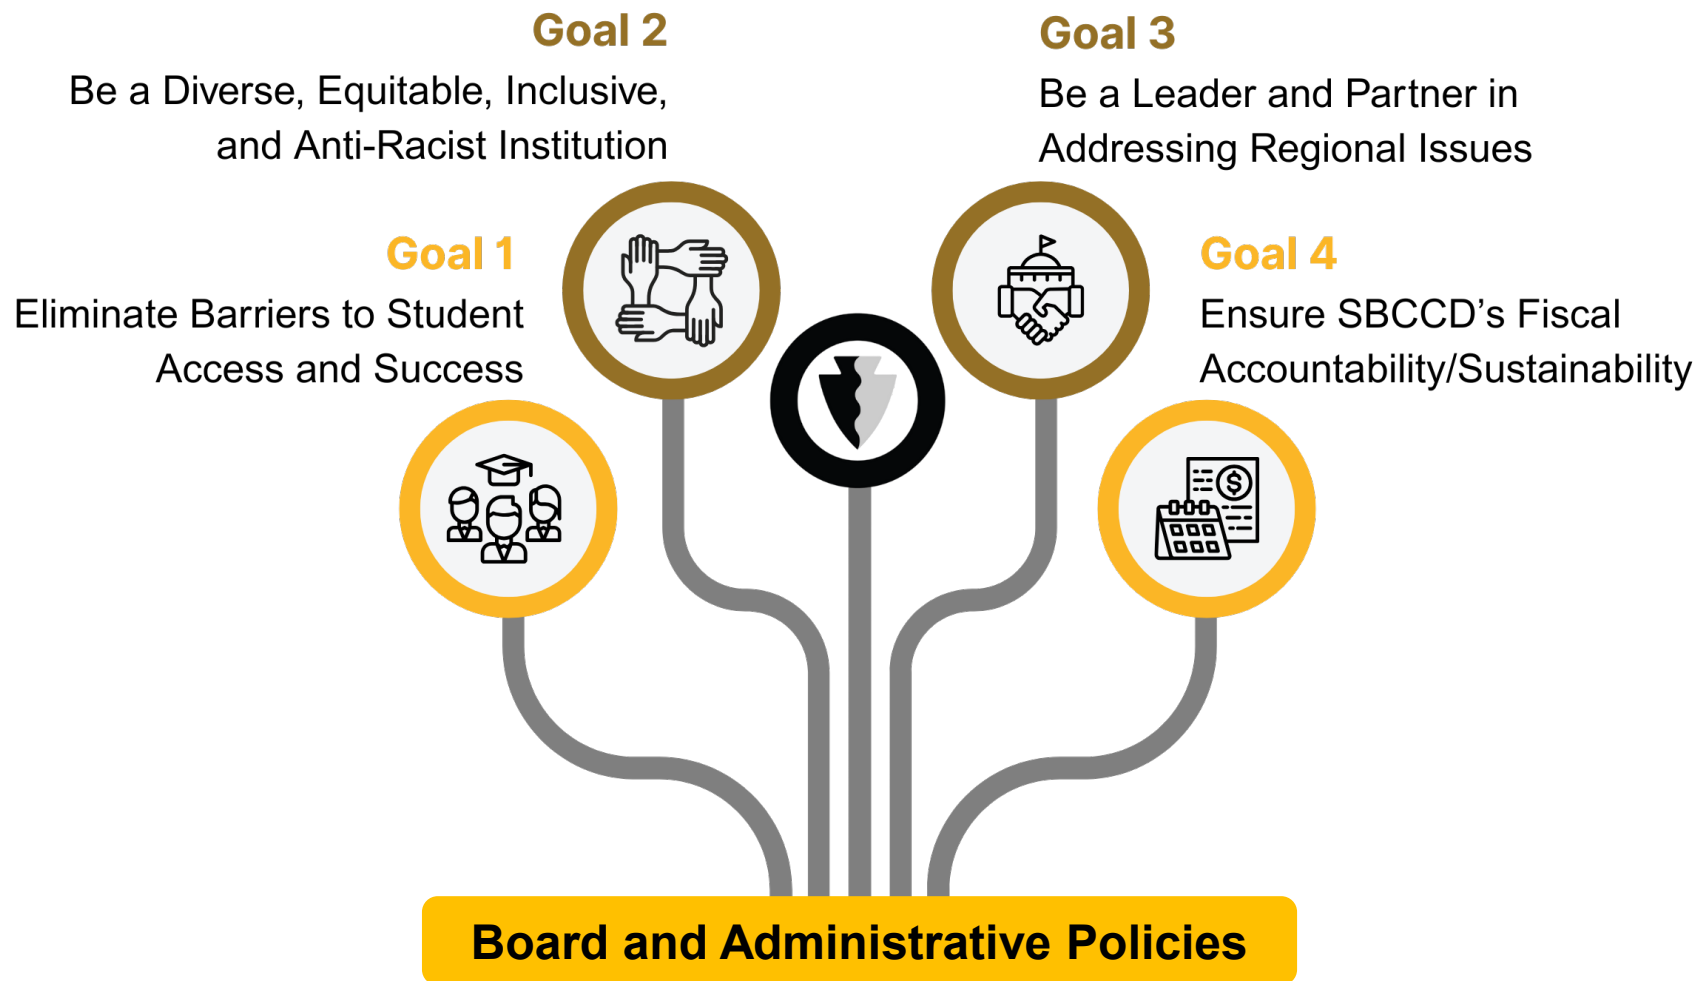 Goal 2
Be a Diverse, Equitable, Inclusive,
and Anti-Racist Institution
Goal 3
Be a Leader and Partner in
Addressing Regional Issues
Goal 1
Eliminate Barriers to Student
Access and Success
Goal 4
Ensure SBCCD’s Fiscal
Accountability/Sustainability
$
Board and Administrative Policies